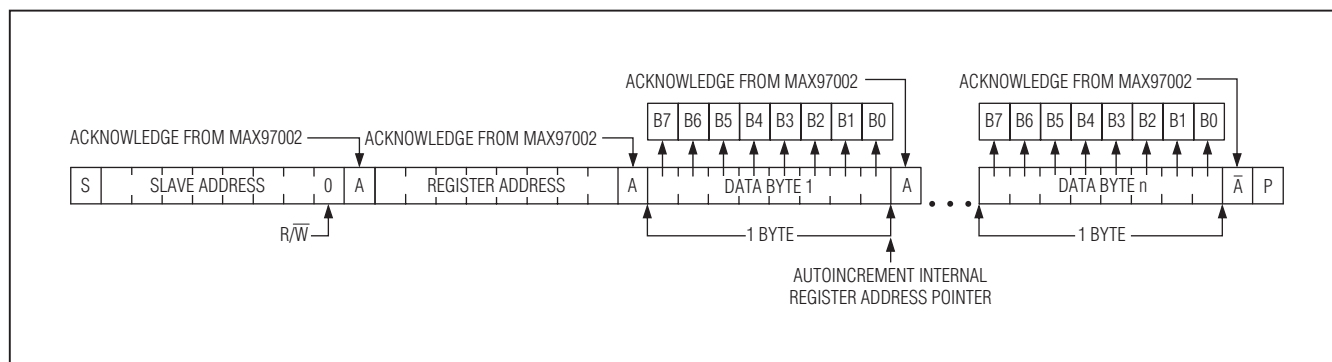 ACKNOWLEDGE FROM MAX97002
ACKNOWLEDGE FROM MAX97002
B7 B6 B5 B4 B3 B2 B1 B0
B7 B6 B5 B4 B3 B2 B1 B0
ACKNOWLEDGE FROM MAX97002
ACKNOWLEDGE FROM MAX97002
S SLAVE ADDRESS 0 A REGISTER ADDRESS A DATA BYTE 1 A DATA BYTE n A̅ P
R/W̅
1 BYTE
1 BYTE
AUTOINCREMENT INTERNAL
REGISTER ADDRESS POINTER